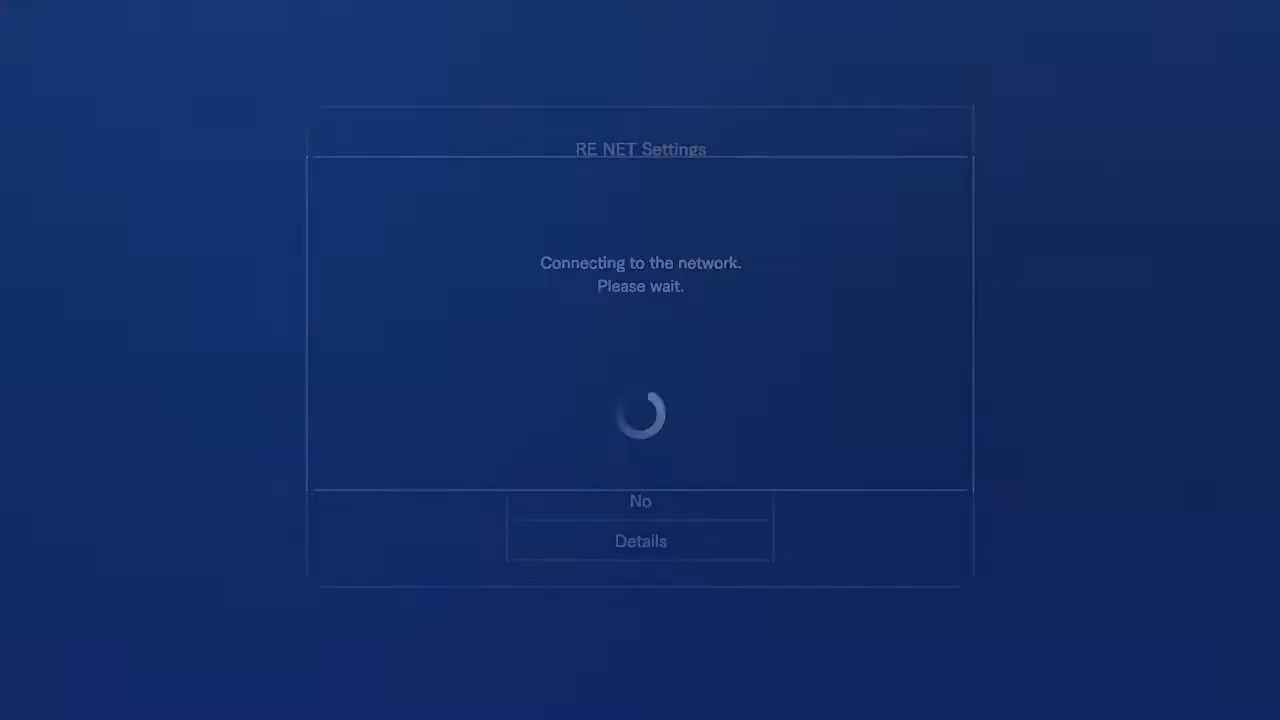 RE NET Settings
Connecting to the network.
Please wait.
No
Details